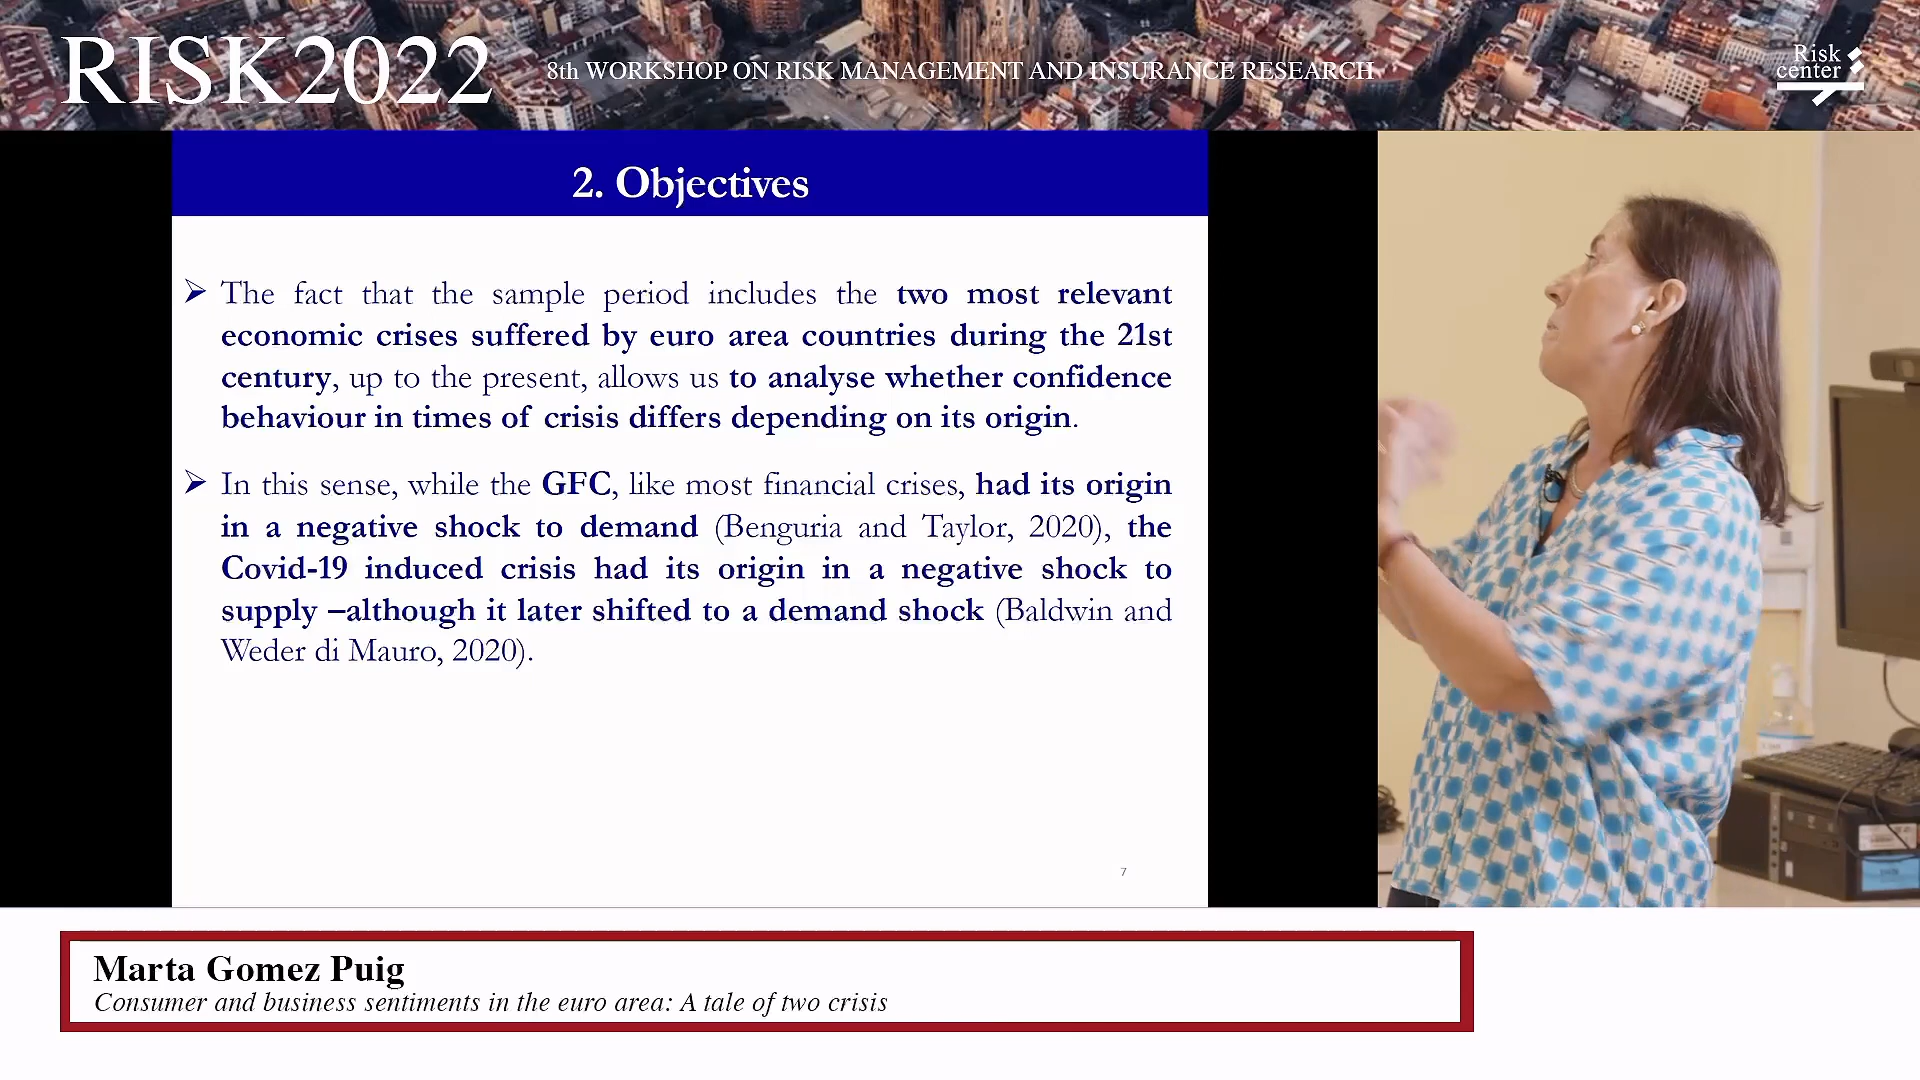 RISK2022
8th WORKSHOP ON RISK MANAGEMENT AND INSURANCE RESEARCH
Risk
center
2. Objectives
➢ The fact that the sample period includes the two most relevant
economic crises suffered by euro area countries during the 21st
century, up to the present, allows us to analyse whether confidence
behaviour in times of crisis differs depending on its origin.
➢ In this sense, while the GFC, like most financial crises, had its origin
in a negative shock to demand (Benguria and Taylor, 2020), the
Covid-19 induced crisis had its origin in a negative shock to
supply –although it later shifted to a demand shock (Baldwin and
Weder di Mauro, 2020).
7
Marta Gomez Puig
Consumer and business sentiments in the euro area: A tale of two crisis